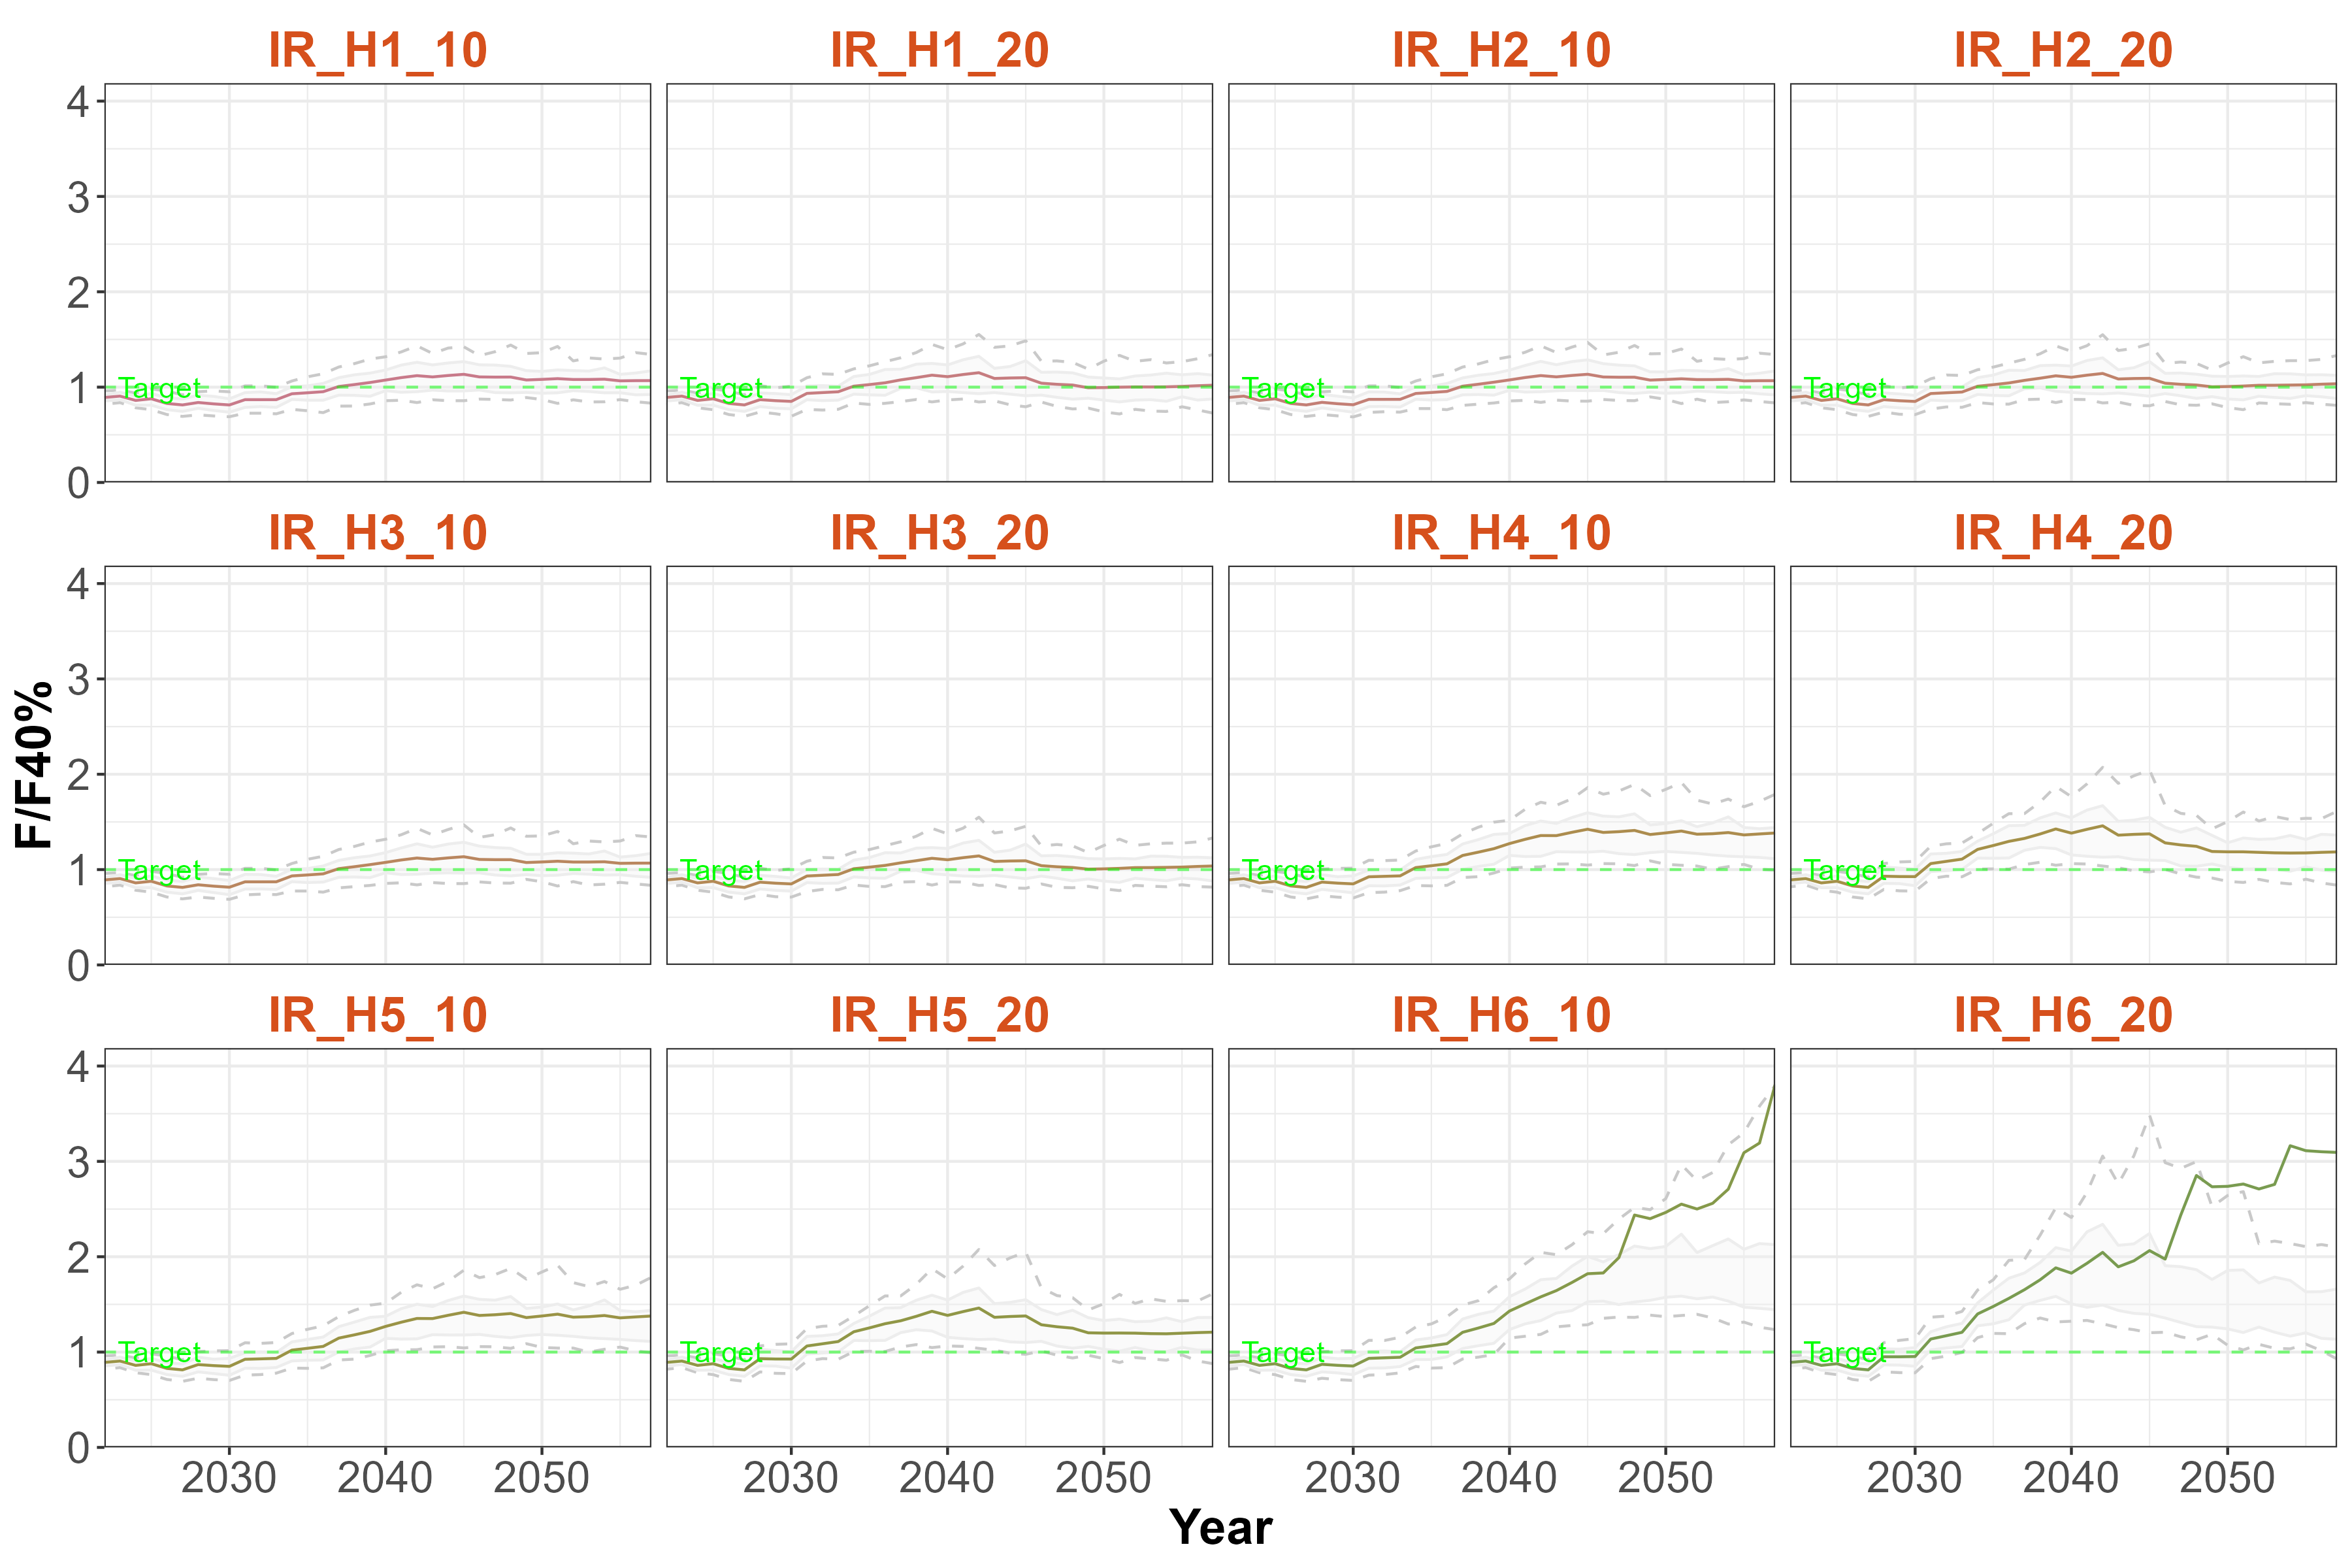 IR_H1_10 IR_H1_20 IR_H2_10 IR_H2_20
4
3
2
1
0
Target Target Target Target
IR_H3_10 IR_H3_20 IR_H4_10 IR_H4_20
4
3
2
1
0
Target Target Target Target
IR_H5_10 IR_H5_20 IR_H6_10 IR_H6_20
4
3
2
1
0
Target Target Target Target
F/F40%
2030 2040 2050 2030 2040 2050 2030 2040 2050 2030 2040 2050
Year